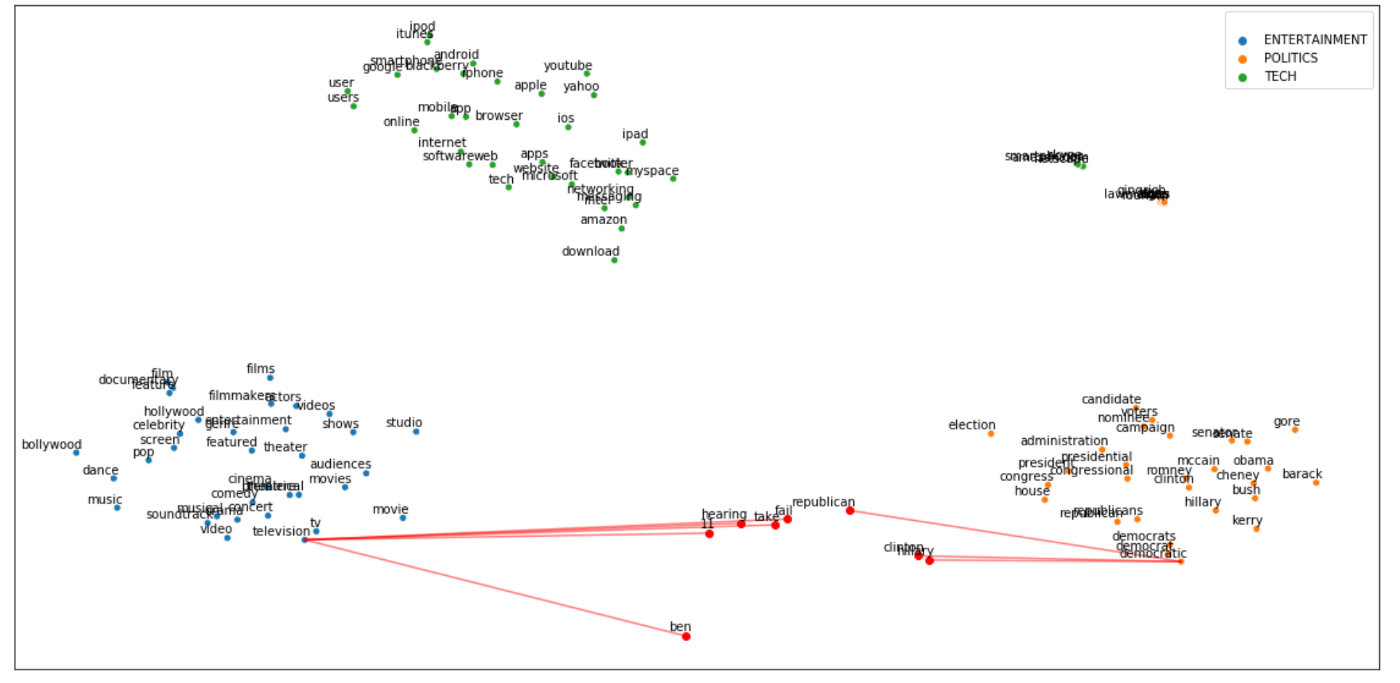 ipod
itunes
ENTERTAINMENT
POLITICS
TECH
android
smartphone
google
blackberry
iphone
youtube
user
apple
yahoo
users
mobile
app
browser
online
ios
ipad
internet
software
web
apps
facebook
twitter
website
myspace
tech
microsoft
networking
messaging
gingrich
amazon
download
films
film
documentary
feature
filmmakers
actors
videos
candidate
hollywood
voters
entertainment
nominee
gore
celebrity
genre
shows
studio
election
campaign
senator
senate
bollywood
screen
featured
theater
administration
pop
presidential
dance
audiences
president
congressional
mccain
obama
cinema
movies
congress
romney
cheney
barack
clinton
comedy
house
bush
music
musical
drama
concert
movie
republican
hillary
soundtrack
hearing
take
fail
republican
republicans
video
television
tv
11
kerry
democrats
clinton
hillary
democrat
democratic
ben